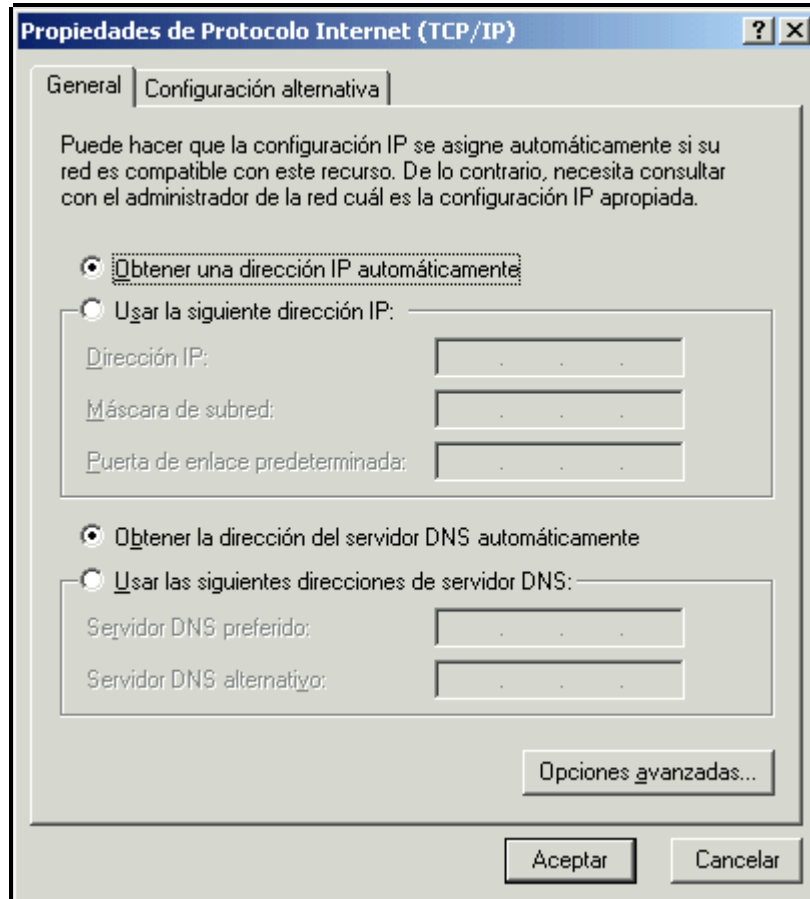 Propiedades de Protocolo Internet (TCP/IP)
General
Configuración alternativa
Puede hacer que la configuración IP se asigne automáticamente si su
red es compatible con este recurso. De lo contrario, necesita consultar
con el administrador de la red cuál es la configuración IP apropiada.
Obtener una dirección IP automáticamente
Usar la siguiente dirección IP:
Dirección IP:
Máscara de subred:
Puerta de enlace predeterminada:
Obtener la dirección del servidor DNS automáticamente
Usar las siguientes direcciones de servidor DNS:
Servidor DNS preferido:
Servidor DNS alternativo:
Opciones avanzadas...
Aceptar
Cancelar